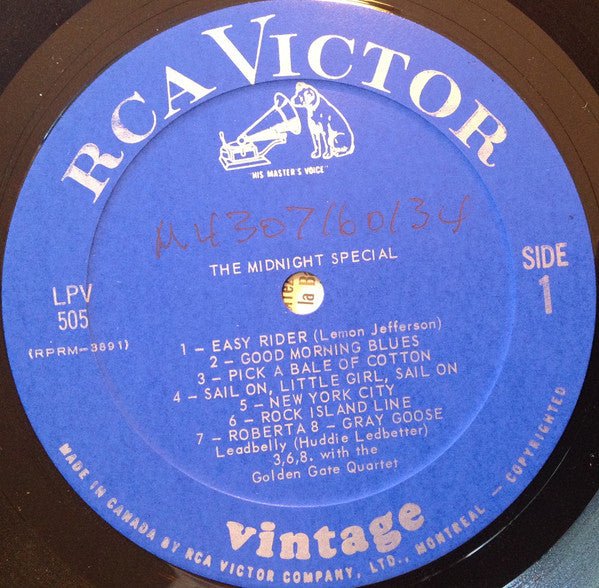 RCA VICTOR
"HIS MASTER'S VOICE"
M4307160134
THE MIDNIGHT SPECIAL
LPV
505
(RPRM-3891)
SIDE
1
1 – EASY RIDER (Lemon Jefferson)
2 – GOOD MORNING BLUES
3 – PICK A BALE OF COTTON
4 – SAIL ON, LITTLE GIRL, SAIL ON
5 – NEW YORK CITY
6 – ROCK ISLAND LINE
7 – ROBERTA 8 – GRAY GOOSE
Leadbelly (Huddie Ledbetter)
3,6,8. with the
Golden Gate Quartet
vintage
MADE IN CANADA BY RCA VICTOR COMPANY, LTD., MONTREAL – COPYRIGHTED